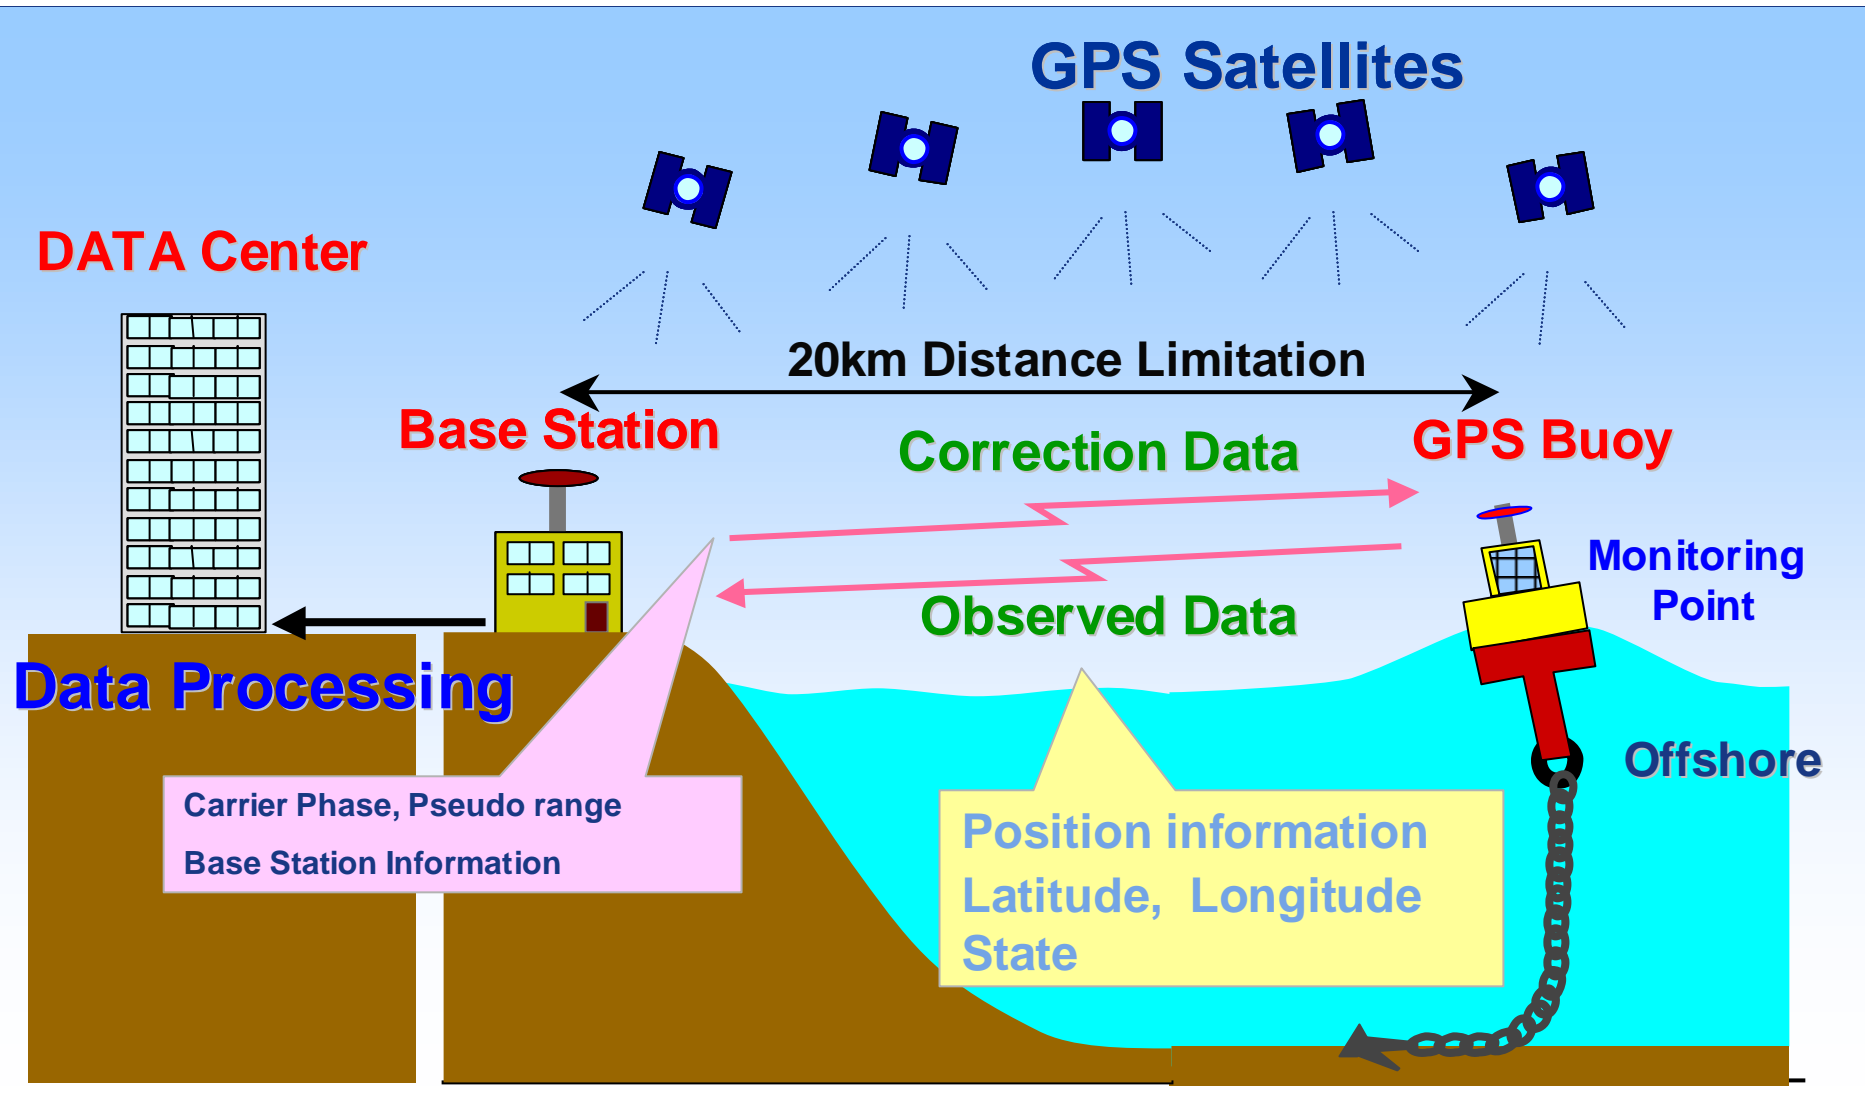 GPS Satellites
DATA Center
20km Distance Limitation
Base Station
GPS Buoy
Correction Data
Monitoring
Point
Observed Data
Data Processing
Offshore
Carrier Phase, Pseudo range
Base Station Information
Position information
Latitude, Longitude
State